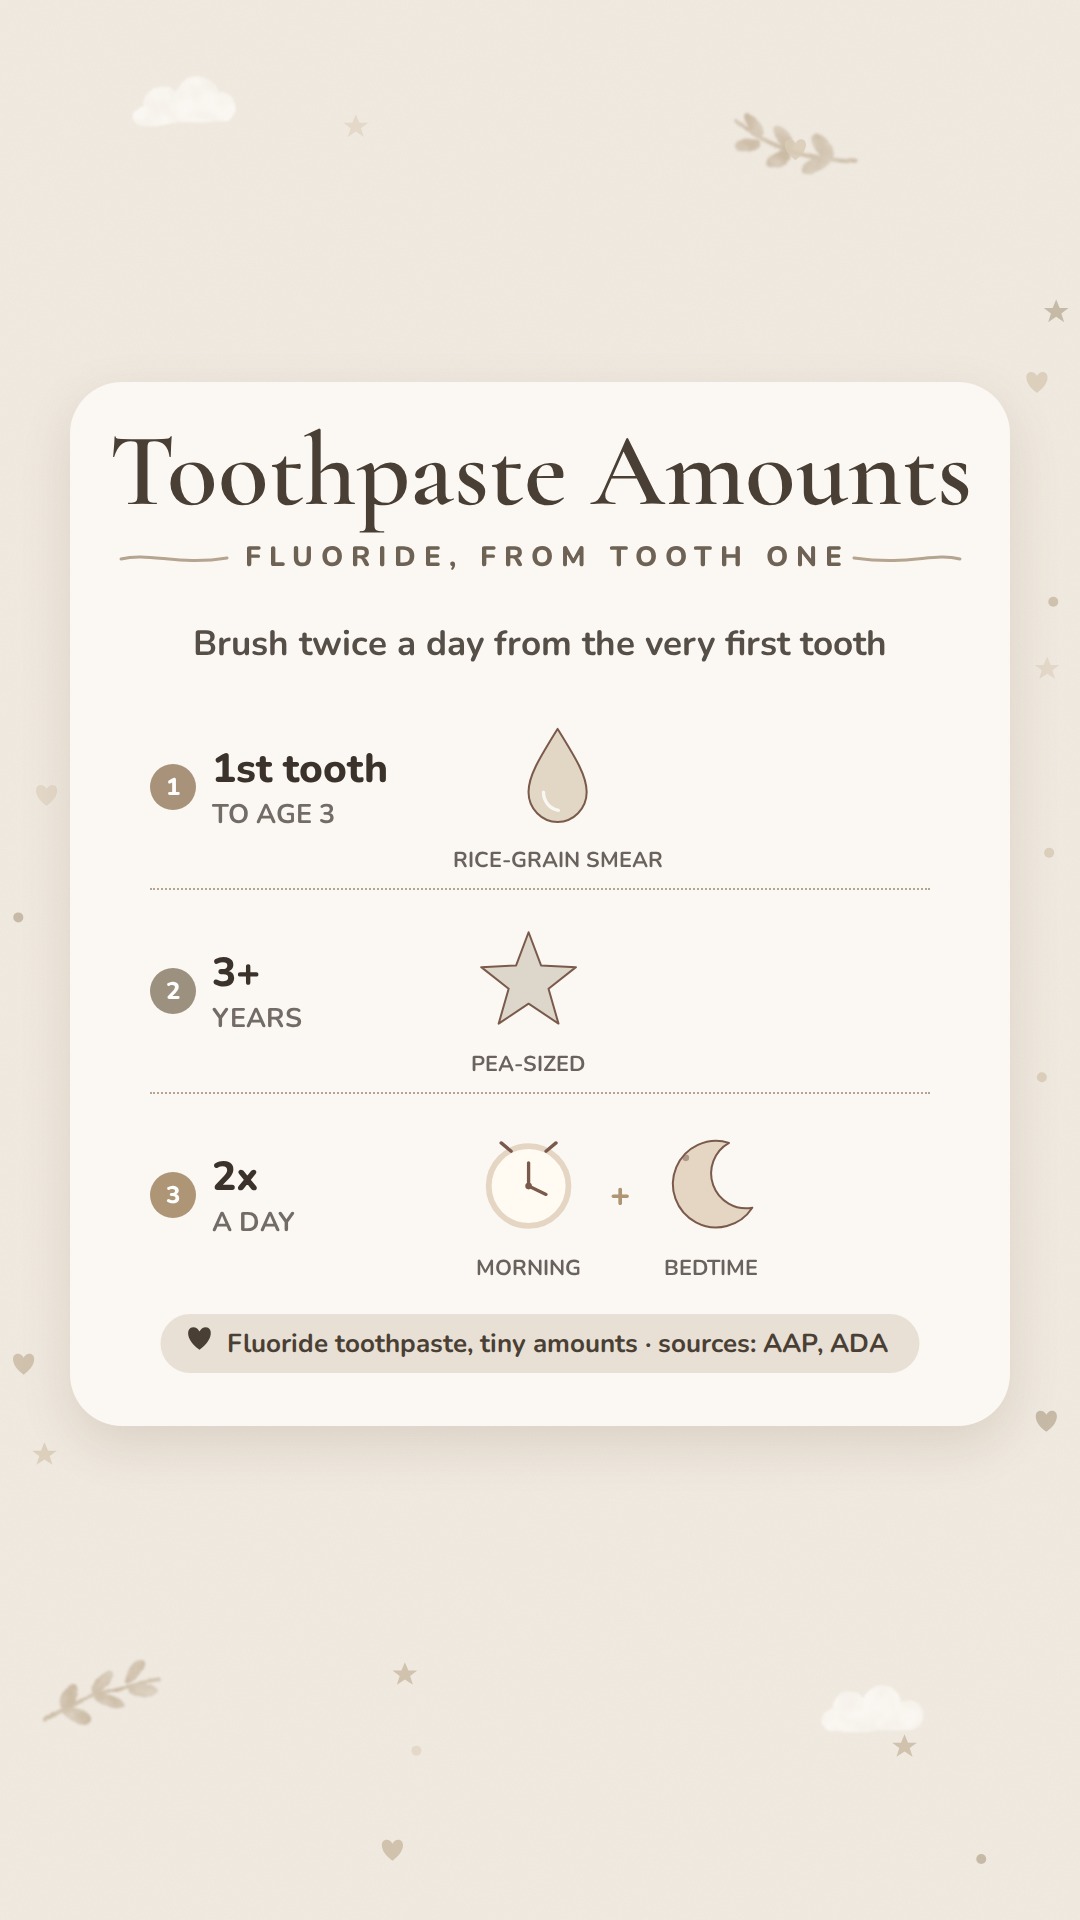 Toothpaste Amounts
FLUORIDE, FROM TOOTH ONE
Brush twice a day from the very first tooth
1
1st tooth
TO AGE 3
RICE-GRAIN SMEAR
2
3+
YEARS
PEA-SIZED
3
2x
A DAY
+
MORNING
BEDTIME
Fluoride toothpaste, tiny amounts · sources: AAP, ADA